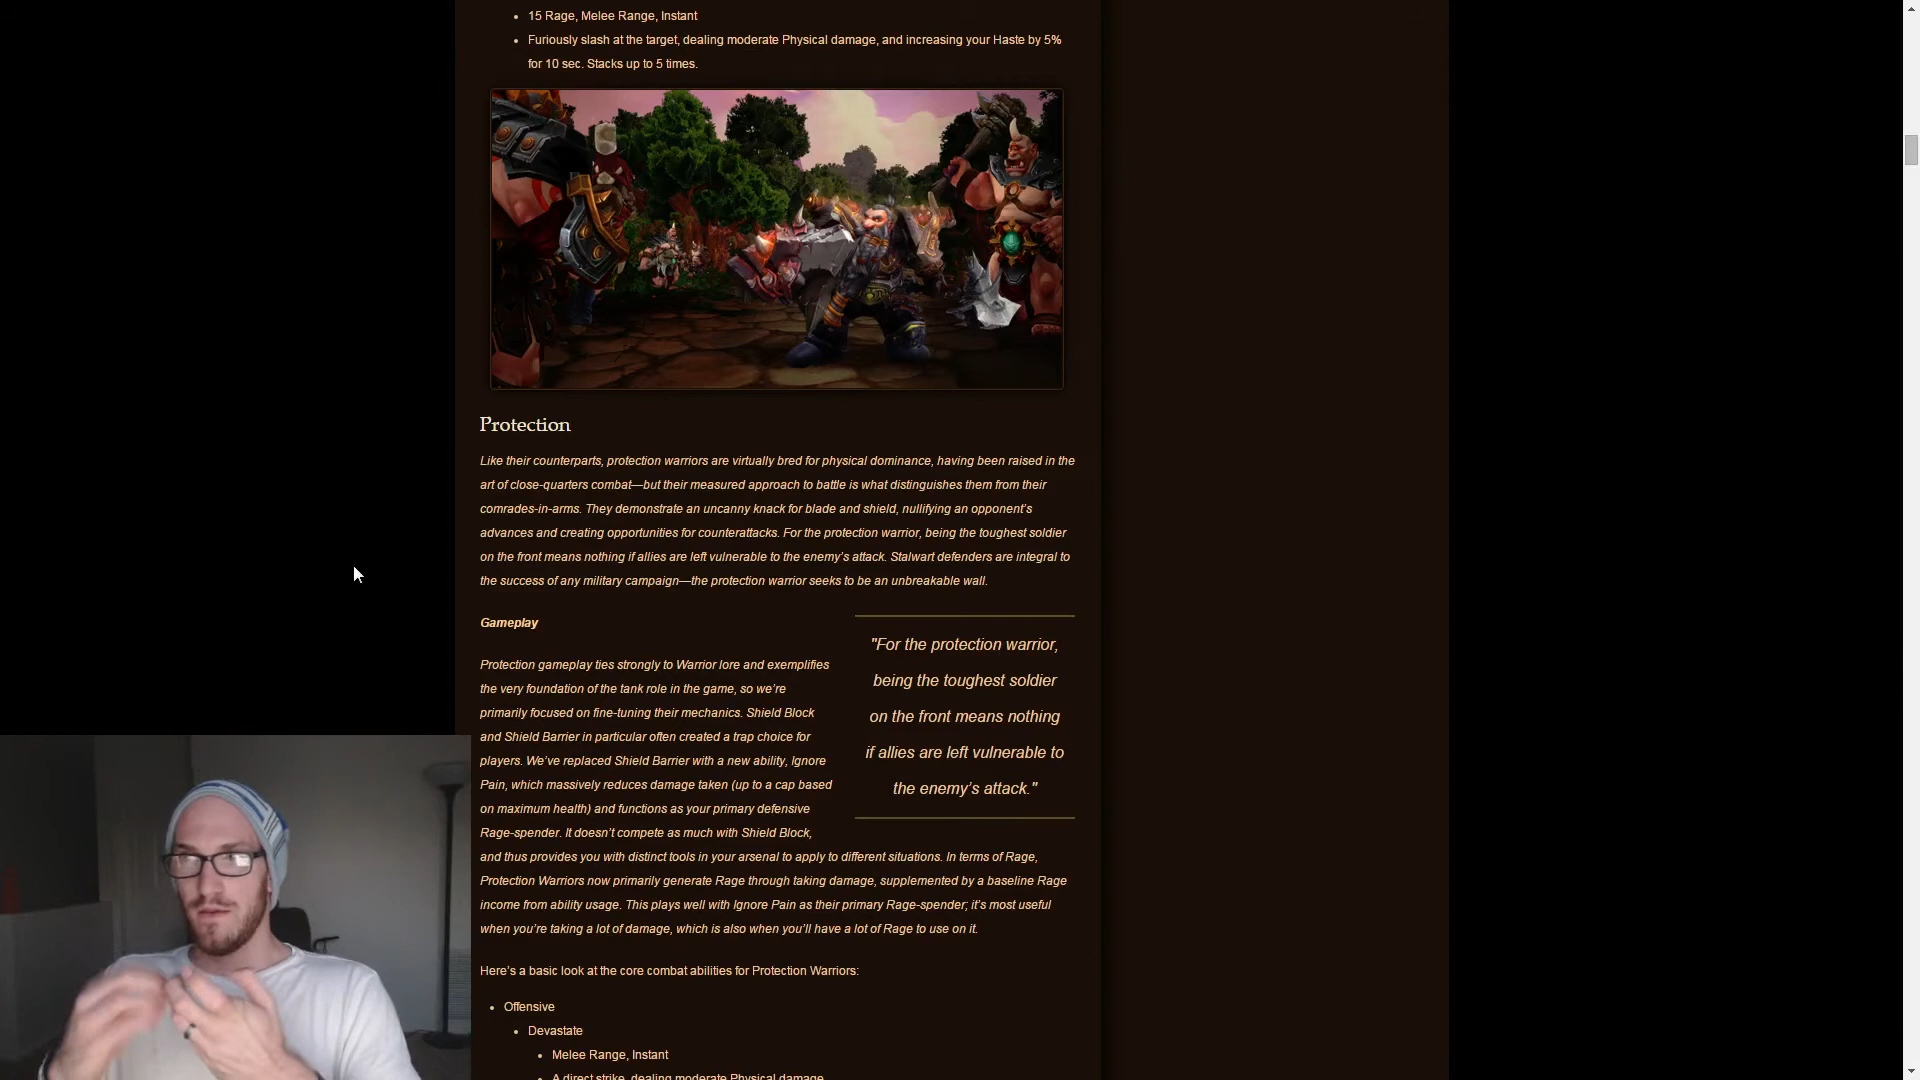 15 Rage, Melee Range, Instant
Furiously slash at the target, dealing moderate Physical damage, and increasing your Haste by 5%
for 10 sec. Stacks up to 5 times.
Protection
Like their counterparts, protection warriors are virtually bred for physical dominance, having been raised in the
art of close-quarters combat—but their measured approach to battle is what distinguishes them from their
comrades-in-arms. They demonstrate an uncanny knack for blade and shield, nullifying an opponent's
advances and creating opportunities for counterattacks. For the protection warrior, being the toughest soldier
on the front means nothing if allies are left vulnerable to the enemy's attack. Stalwart defenders are integral to
the success of any military campaign—the protection warrior seeks to be an unbreakable wall.
Gameplay
Protection gameplay ties strongly to Warrior lore and exemplifies
the very foundation of the tank role in the game, so we're
primarily focused on fine-tuning their mechanics. Shield Block
and Shield Barrier in particular often created a trap choice for
players. We've replaced Shield Barrier with a new ability, Ignore
Pain, which massively reduces damage taken (up to a cap based
on maximum health) and functions as your primary defensive
Rage-spender. It doesn't compete as much with Shield Block,
and thus provides you with distinct tools in your arsenal to apply to different situations. In terms of Rage,
Protection Warriors now primarily generate Rage through taking damage, supplemented by a baseline Rage
income from ability usage. This plays well with Ignore Pain as their primary Rage-spender; it's most useful
when you're taking a lot of damage, which is also when you'll have a lot of Rage to use on it.
"For the protection warrior,
being the toughest soldier
on the front means nothing
if allies are left vulnerable to
the enemy's attack."
Here's a basic look at the core combat abilities for Protection Warriors:
Offensive
Devastate
Melee Range, Instant
A direct strike, dealing moderate Physical damage